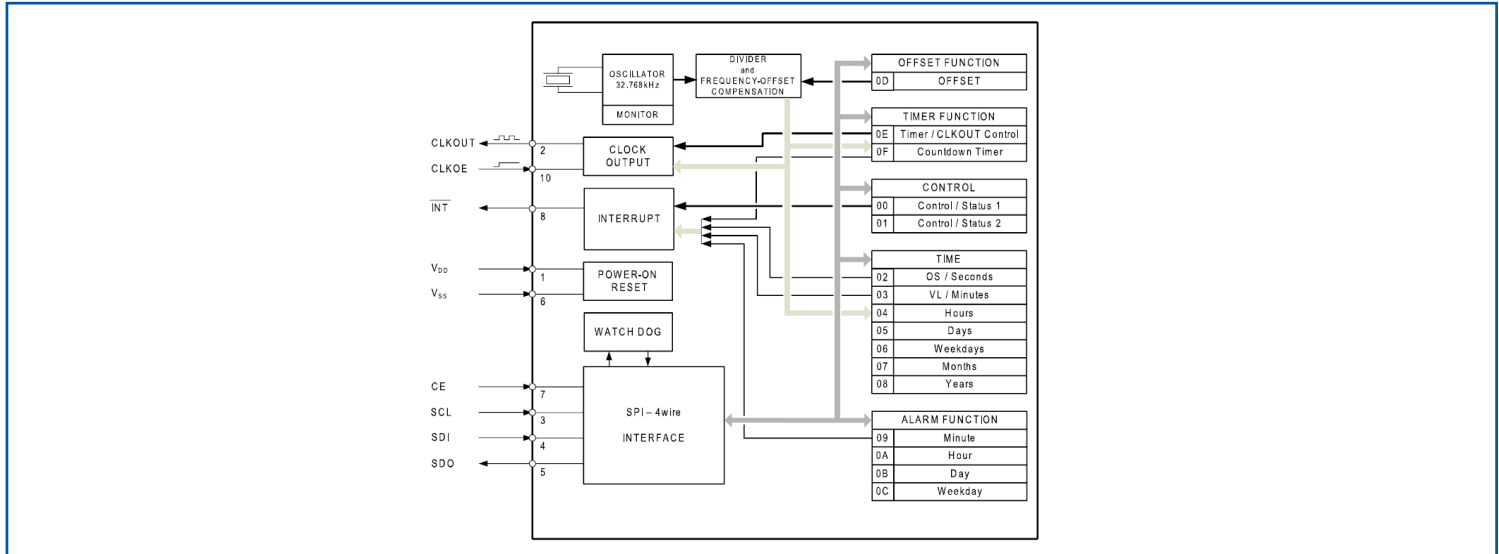 OSCILLATOR
32.768kHz
MONITOR
DIVIDER
and
FREQUENCY-OFFSET
COMPENSATION
OFFSET FUNCTION
0D OFFSET
TIMER FUNCTION
0E Timer / CLKOUT Control
0F Countdown Timer
CLKOUT
2
CLKOE
10
CLOCK
OUTPUT
CONTROL
00 Control / Status 1
01 Control / Status 2
INT
8
INTERRUPT
TIME
02 OS / Seconds
03 VL / Minutes
04 Hours
05 Days
06 Weekdays
07 Months
08 Years
VDD
1
VSS
6
POWER-ON
RESET
WATCH DOG
CE
7
SCL
3
SDI
4
SDO
5
SPI – 4wire
INTERFACE
ALARM FUNCTION
09 Minute
0A Hour
0B Day
0C Weekday